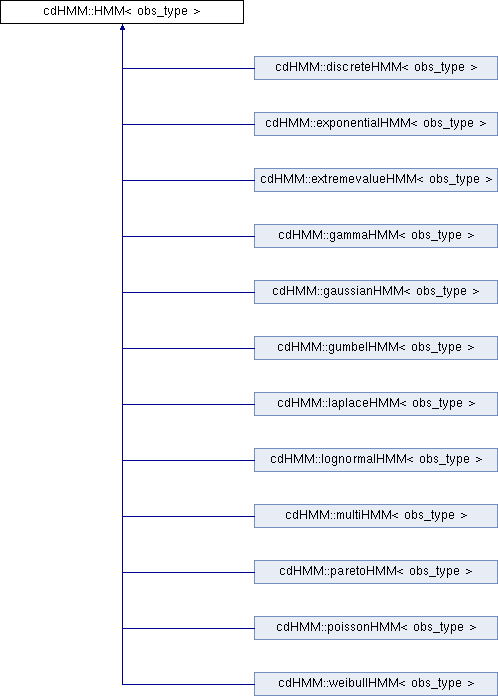 cdHMM::HMM< obs_type >
cdHMM::discreteHMM< obs_type >
cdHMM::exponentialHMM< obs_type >
cdHMM::extremevalueHMM< obs_type >
cdHMM::gammaHMM< obs_type >
cdHMM::gaussianHMM< obs_type >
cdHMM::gumbelHMM< obs_type >
cdHMM::laplaceHMM< obs_type >
cdHMM::lognormalHMM< obs_type >
cdHMM::multiHMM< obs_type >
cdHMM::paretoHMM< obs_type >
cdHMM::poissonHMM< obs_type >
cdHMM::weibullHMM< obs_type >